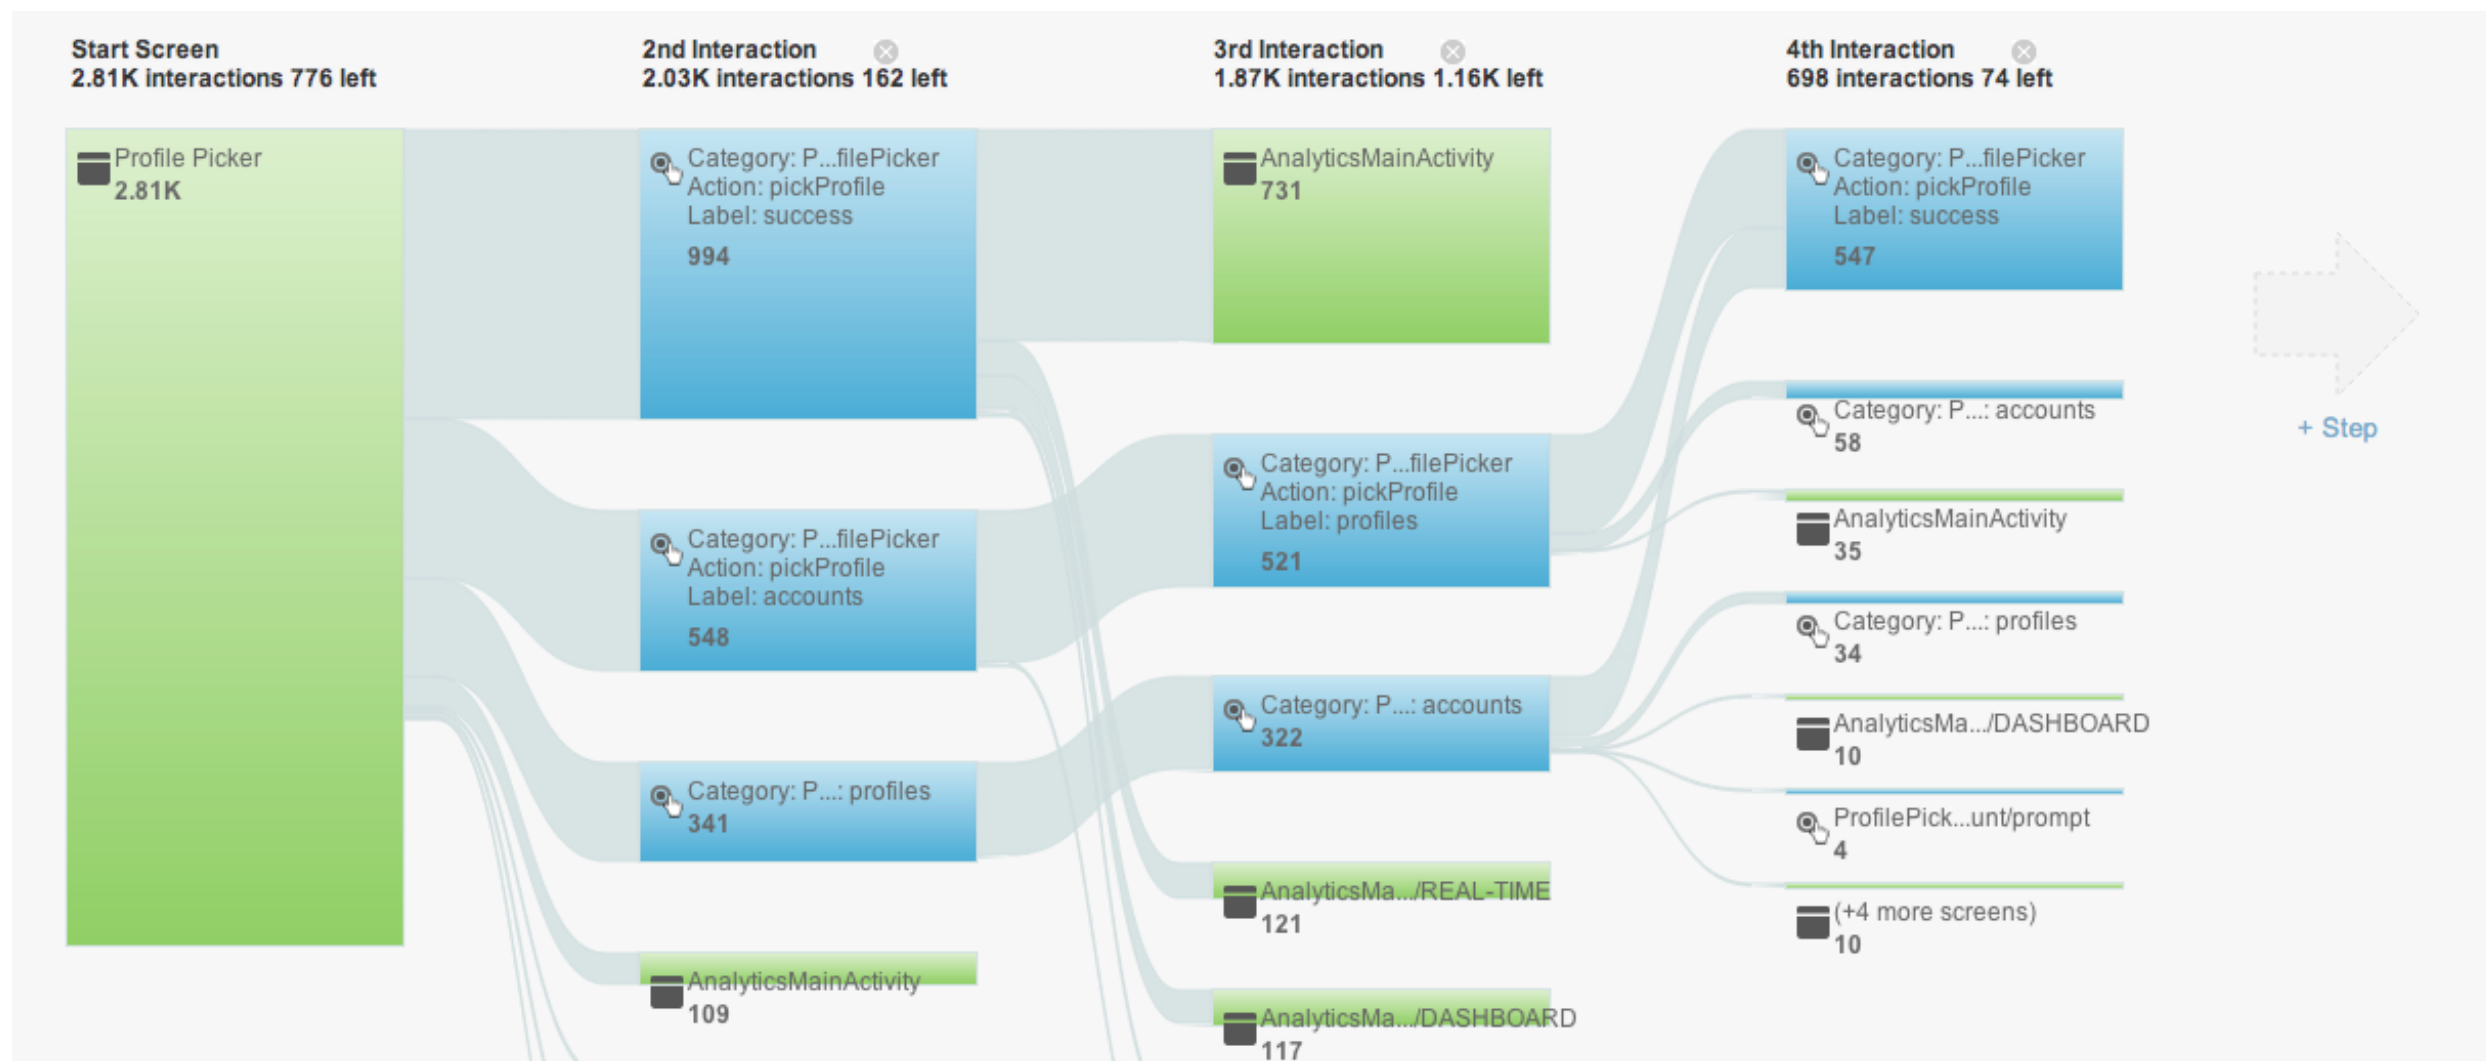 Start Screen
2.81K interactions 776 left
Profile Picker
2.81K
2nd Interaction
2.03K interactions 162 left
Category: P...filePicker
Action: pickProfile
Label: success
994
Category: P...filePicker
Action: pickProfile
Label: accounts
548
Category: P...: profiles
341
AnalyticsMainActivity
109
3rd Interaction
1.87K interactions 1.16K left
AnalyticsMainActivity
731
Category: P...filePicker
Action: pickProfile
Label: profiles
521
Category: P...: accounts
322
AnalyticsMa.../REAL-TIME
121
AnalyticsMa.../DASHBOARD
117
4th Interaction
698 interactions 74 left
Category: P...filePicker
Action: pickProfile
Label: success
547
Category: P...: accounts
58
AnalyticsMainActivity
35
Category: P...: profiles
34
AnalyticsMa.../DASHBOARD
10
ProfilePick...unt/prompt
4
(+4 more screens)
10
+ Step